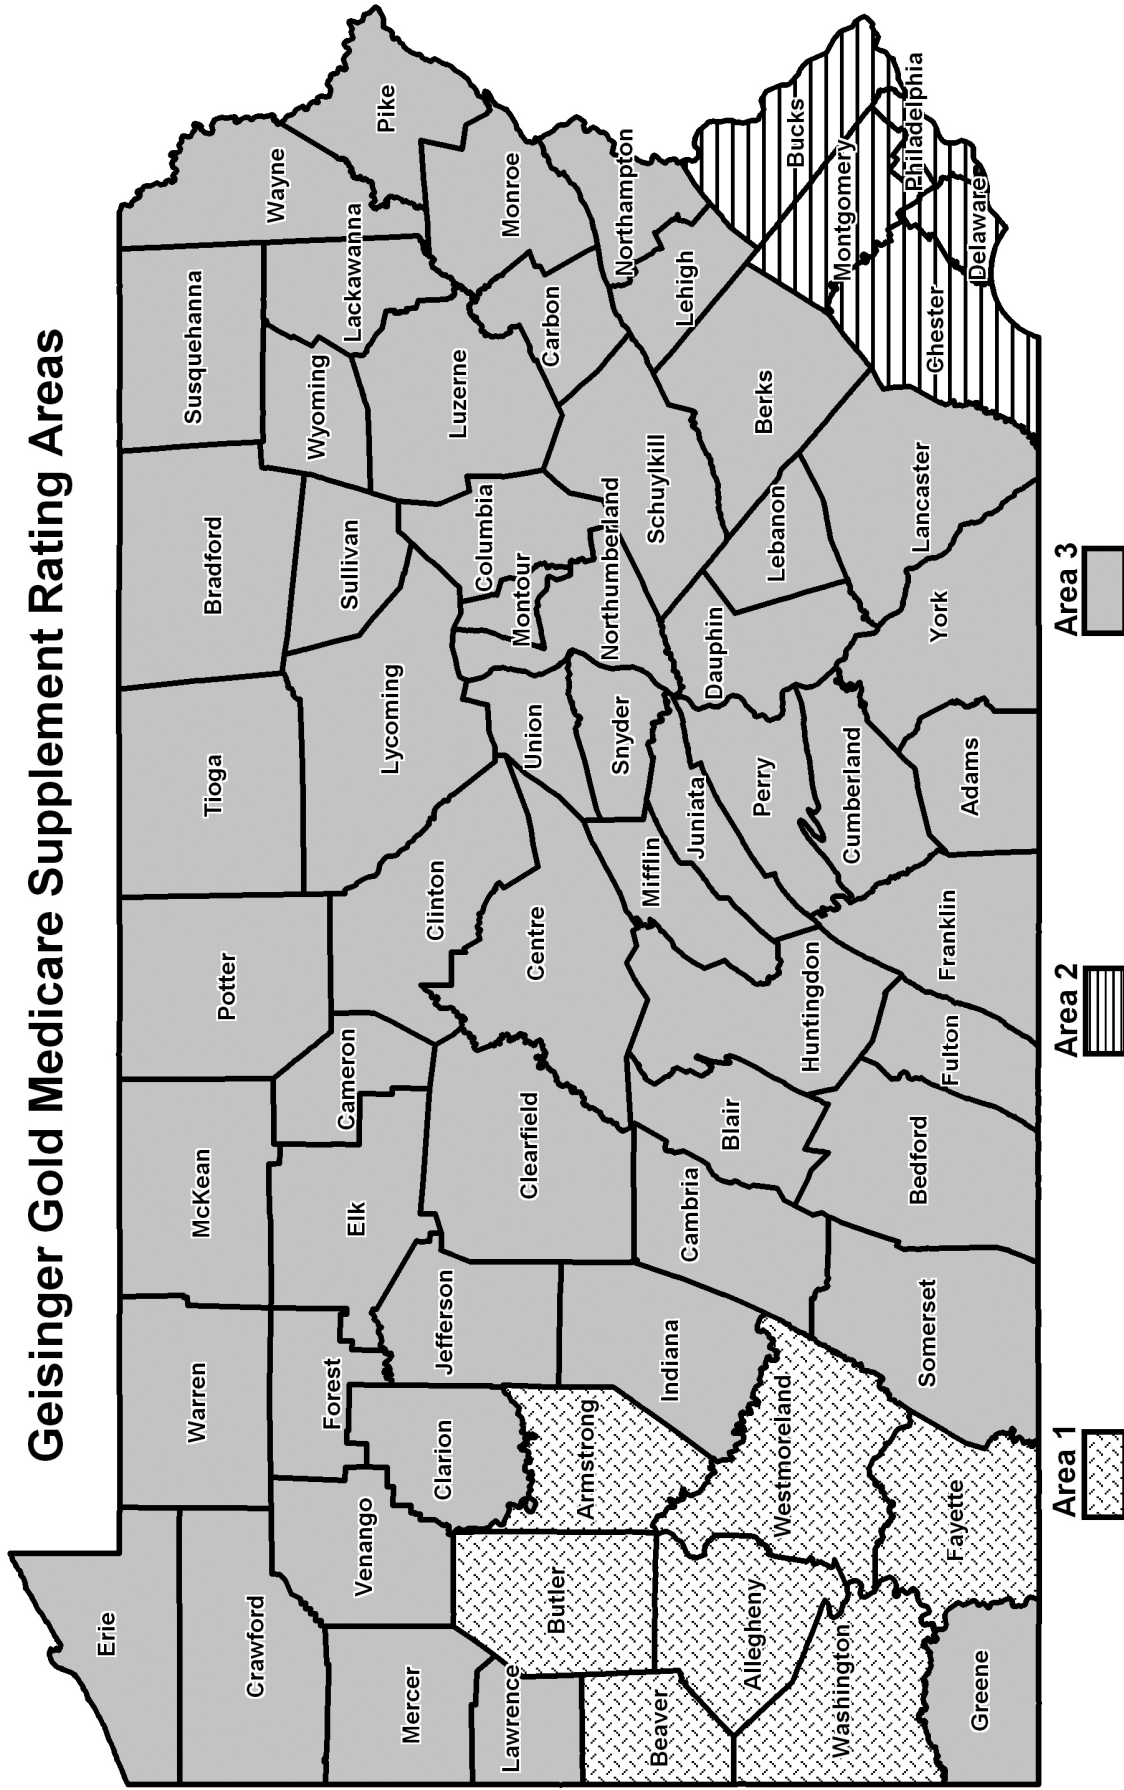 Geisinger Gold Medicare Supplement Rating Areas
Erie
Crawford
Warren
McKean
Potter
Tioga
Bradford
Susquehanna
Wayne
Pike
Mercer
Venango
Forest
Elk
Cameron
Clinton
Lycoming
Sullivan
Wyoming
Lackawanna
Lawrence
Butler
Clarion
Jefferson
Clearfield
Centre
Union
Montour
Columbia
Luzerne
Monroe
Carbon
Beaver
Allegheny
Armstrong
Indiana
Cambria
Blair
Huntingdon
Mifflin
Juniata
Snyder
Northumberland
Schuylkill
Lehigh
Northampton
Washington
Westmoreland
Somerset
Bedford
Fulton
Franklin
Perry
Cumberland
Dauphin
Lebanon
Berks
Bucks
Montgomery
Philadelphia
Greene
Fayette
Adams
York
Lancaster
Chester
Delaware
Area 1
Area 2
Area 3